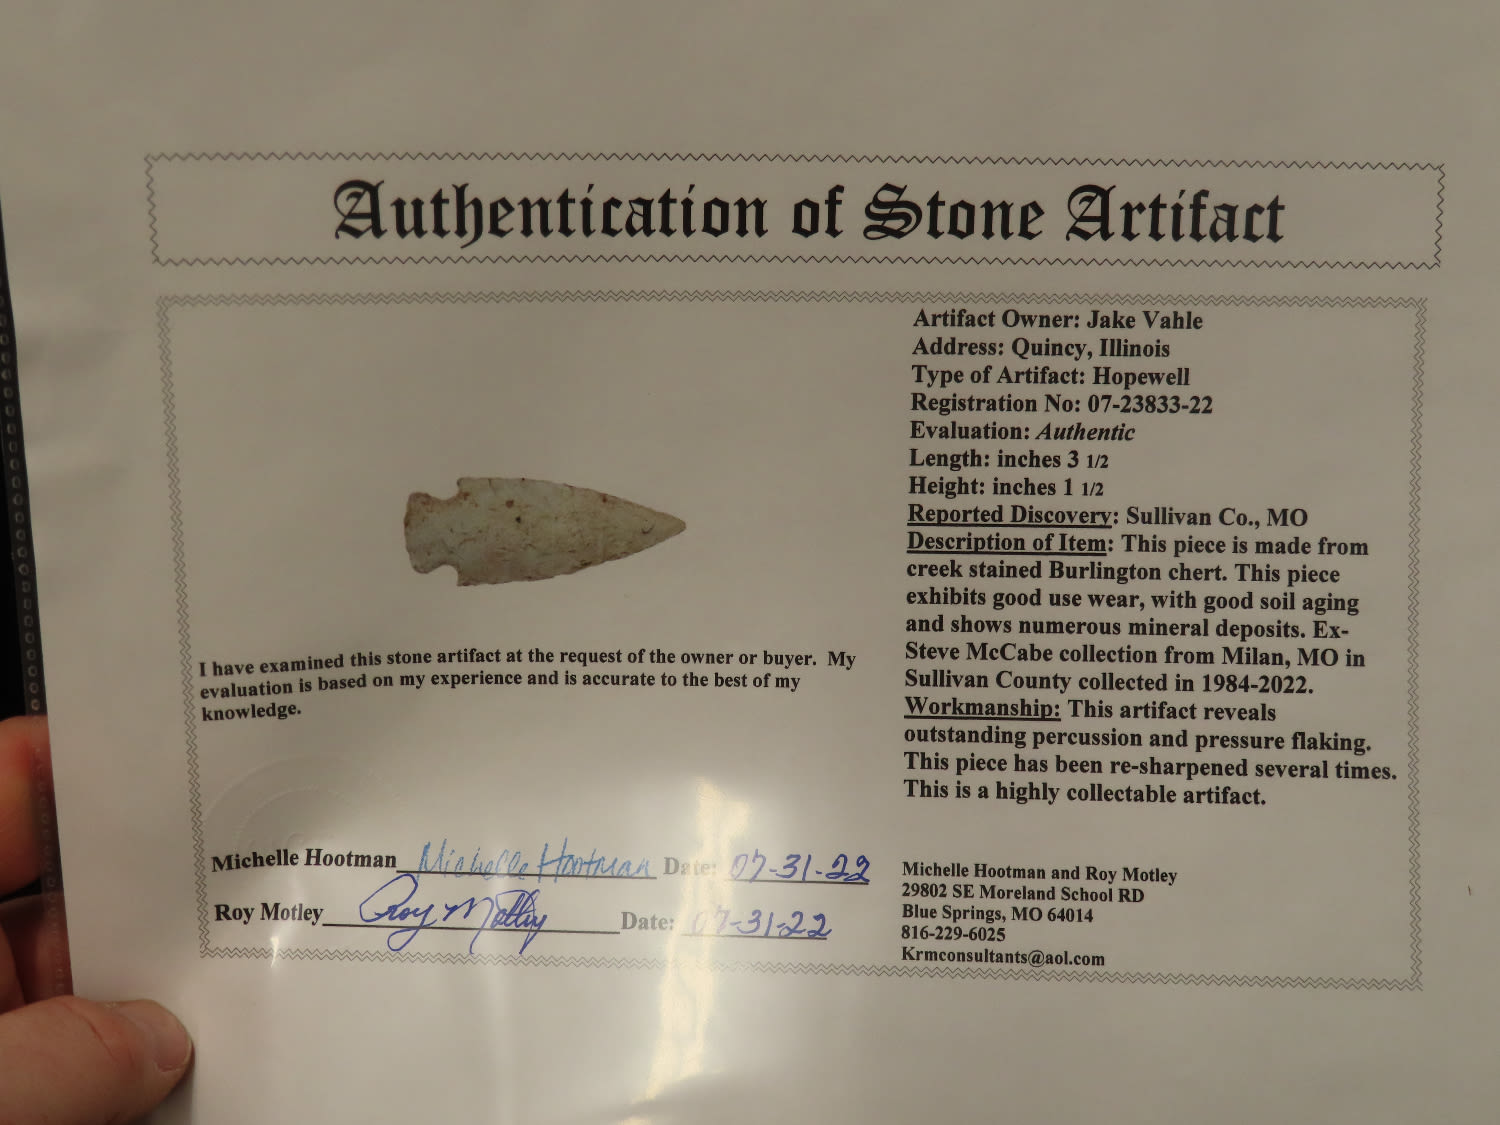 Authentication of Stone Artifact
Artifact Owner: Jake Vahle
Address: Quincy, Illinois
Type of Artifact: Hopewell
Registration No: 07-23833-22
Evaluation: Authentic
Length: inches 3 1/2
Height: inches 1 1/2
Reported Discovery: Sullivan Co., MO
Description of Item: This piece is made from
creek stained Burlington chert. This piece
exhibits good use wear, with good soil aging
and shows numerous mineral deposits. Ex-
Steve McCabe collection from Milan, MO in
Sullivan County collected in 1984-2022.
Workmanship: This artifact reveals
outstanding percussion and pressure flaking.
This piece has been re-sharpened several times.
This is a highly collectable artifact.
I have examined this stone artifact at the request of the owner or buyer. My
evaluation is based on my experience and is accurate to the best of my
knowledge.
Michelle Hootman Michelle Hootman Date: 07-31-22
Roy Motley Roy Motley Date: 07-31-22
Michelle Hootman and Roy Motley
29802 SE Moreland School RD
Blue Springs, MO 64014
816-229-6025
Krmconsultants@aol.com